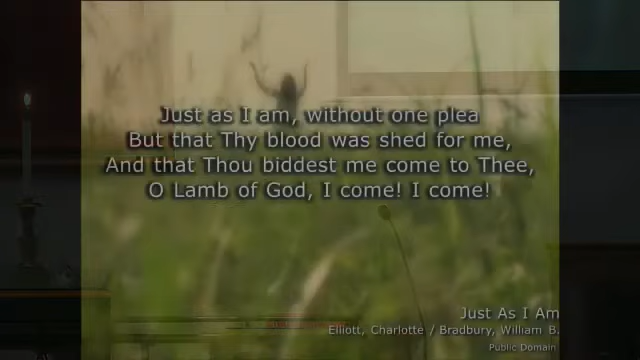 Just as I am, without one plea
But that Thy blood was shed for me,
And that Thou biddest me come to Thee,
O Lamb of God, I come! I come!
Just As I Am
Elliott, Charlotte / Bradbury, William B.
Public Domain